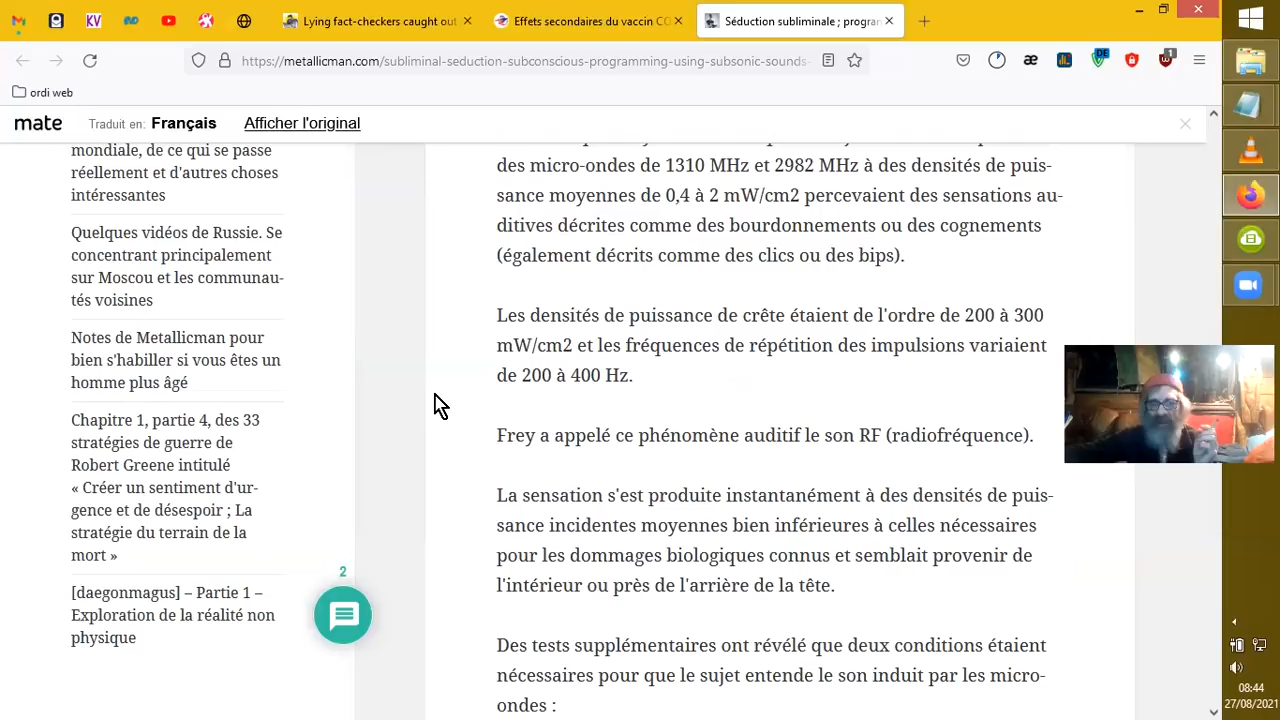 KV
Lying fact-checkers caught out
Effets secondaires du vaccin CO
Séduction subliminale ; progra
https://metallicman.com/subliminal-seduction-subconscious-programming-using-subsonic-sounds-
æ
DE
1
ordi web
mate
Traduit en: Français
Afficher l'original
mondiale, de ce qui se passe
réellement et d'autres choses
intéressantes
Quelques vidéos de Russie. Se
concentrant principalement
sur Moscou et les communau-
tés voisines
Notes de Metallicman pour
bien s'habiller si vous êtes un
homme plus âgé
Chapitre 1, partie 4, des 33
stratégies de guerre de
Robert Greene intitulé
« Créer un sentiment d'ur-
gence et de désespoir ; La
stratégie du terrain de la
mort »
[daegonmagus] – Partie 1 –
Exploration de la réalité non
physique
2
des micro-ondes de 1310 MHz et 2982 MHz à des densités de puis-
sance moyennes de 0,4 à 2 mW/cm2 percevaient des sensations au-
ditives décrites comme des bourdonnements ou des cognements
(également décrits comme des clics ou des bips).
Les densités de puissance de crête étaient de l'ordre de 200 à 300
mW/cm2 et les fréquences de répétition des impulsions variaient
de 200 à 400 Hz.
Frey a appelé ce phénomène auditif le son RF (radiofréquence).
La sensation s'est produite instantanément à des densités de puis-
sance incidentes moyennes bien inférieures à celles nécessaires
pour les dommages biologiques connus et semblait provenir de
l'intérieur ou près de l'arrière de la tête.
Des tests supplémentaires ont révélé que deux conditions étaient
nécessaires pour que le sujet entende le son induit par les micro-
ondes :
08:44
27/08/2021